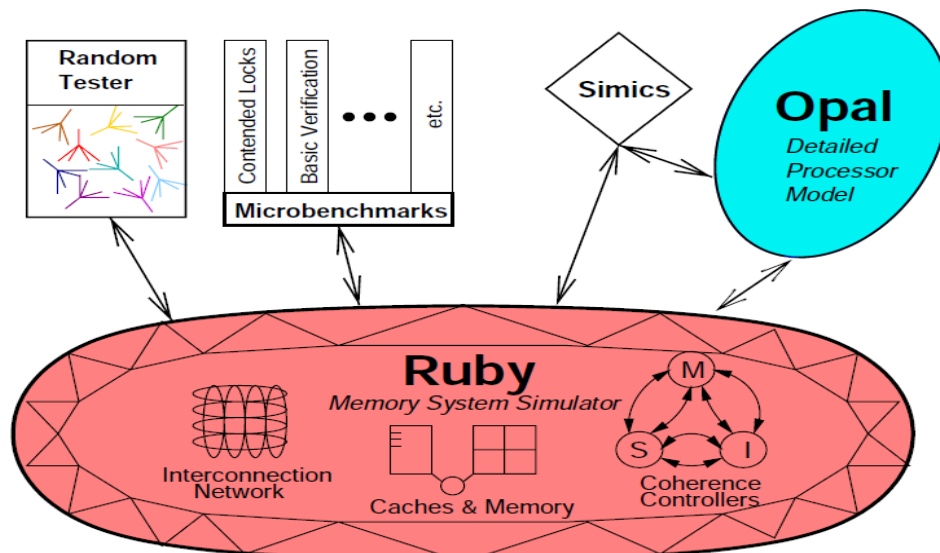 Random
Tester
Contended Locks
Basic Verification
etc.
Microbenchmarks
Simics
Opal
Detailed
Processor
Model
Ruby
Memory System Simulator
Interconnection
Network
Caches & Memory
M
S
I
Coherence
Controllers